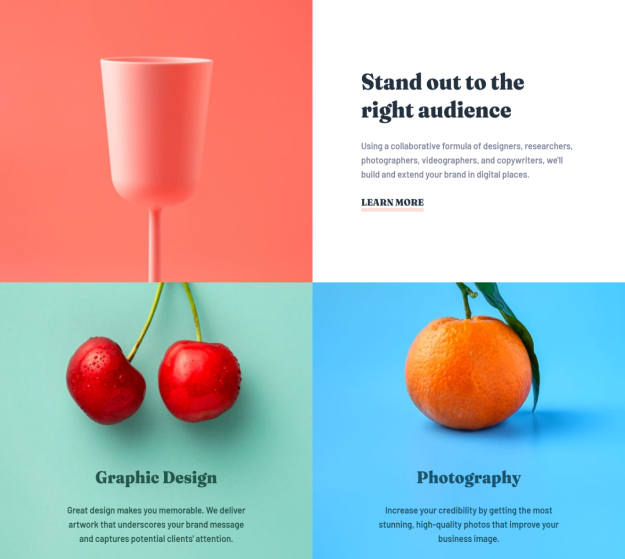 Stand out to the
right audience
Using a collaborative formula of designers, researchers,
photographers, videographers, and copywriters, we'll
build and extend your brand in digital places.
LEARN MORE
Graphic Design
Great design makes you memorable. We deliver
artwork that underscores your brand message
and captures potential clients' attention.
Photography
Increase your credibility by getting the most
stunning, high-quality photos that improve your
business image.